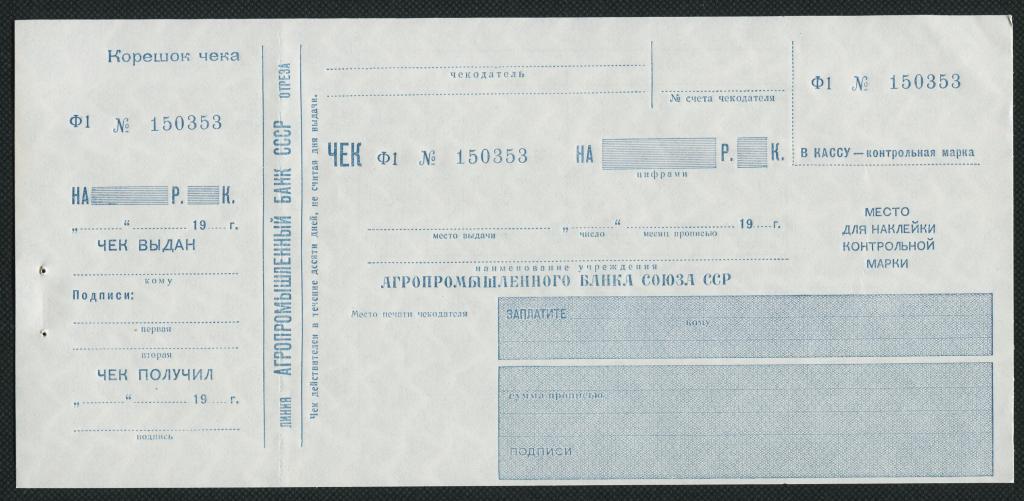 Корешок чека
Ф1 № 150353
НА Р. К.
„ “ 19 г.
ЧЕК ВЫДАН
кому
Подписи:
первая
вторая
ЧЕК ПОЛУЧИЛ
„ “ 19 г.
подпись
ЛИНИЯ АГРОПРОМЫШЛЕННЫЙ БАНК СССР ОТРЕЗА
Чек действителен в течение десяти дней, не считая дня выдачи.
чекодатель
№ счета чекодателя
Ф1 № 150353
В КАССУ — контрольная марка
ЧЕК Ф1 № 150353 НА Р. К.
цифрами
„ “ 19 г.
место выдачи число месяц прописью
МЕСТО
ДЛЯ НАКЛЕЙКИ
КОНТРОЛЬНОЙ
МАРКИ
наименование учреждения
АГРОПРОМЫШЛЕННОГО БАНКА СОЮЗА ССР
Место печати чекодателя
ЗАПЛАТИТЕ
кому
сумма прописью
ПОДПИСИ